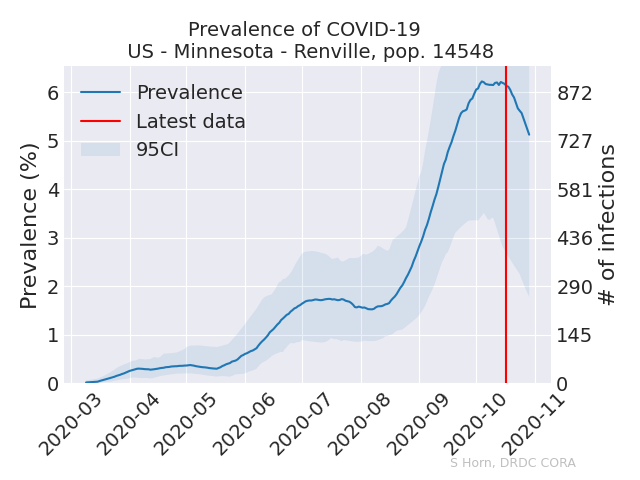 Prevalence of COVID-19
US - Minnesota - Renville, pop. 14548
Prevalence
Latest data
95CI
Prevalence (%)
6
5
4
3
2
1
0
872
727
581
436
290
145
0
# of infections
2020-03
2020-04
2020-05
2020-06
2020-07
2020-08
2020-09
2020-10
2020-11
S Horn, DRDC CORA